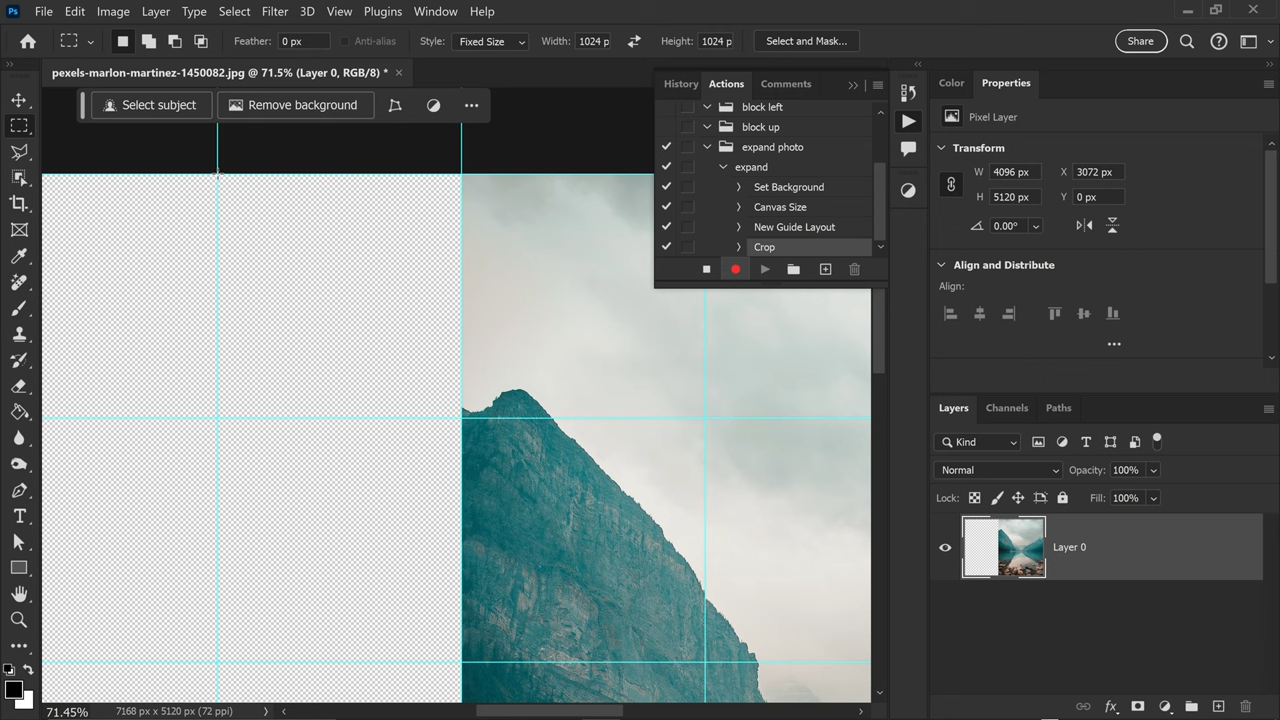 Ps File Edit Image Layer Type Select Filter 3D View Plugins Window Help
Feather: 0 px Anti-alias Style: Fixed Size Width: 1024 p Height: 1024 p Select and Mask... Share
pexels-marlon-martinez-1450082.jpg @ 71.5% (Layer 0, RGB/8) * ×
Select subject Remove background
History Actions Comments
block left
block up
expand photo
expand
Set Background
Canvas Size
New Guide Layout
Crop
Color Properties
Pixel Layer
Transform
W 4096 px X 3072 px
H 5120 px Y 0 px
0.00°
Align and Distribute
Align:
Layers Channels Paths
Kind
Normal Opacity: 100%
Lock: Fill: 100%
Layer 0
71.45% 7168 px x 5120 px (72 ppi)